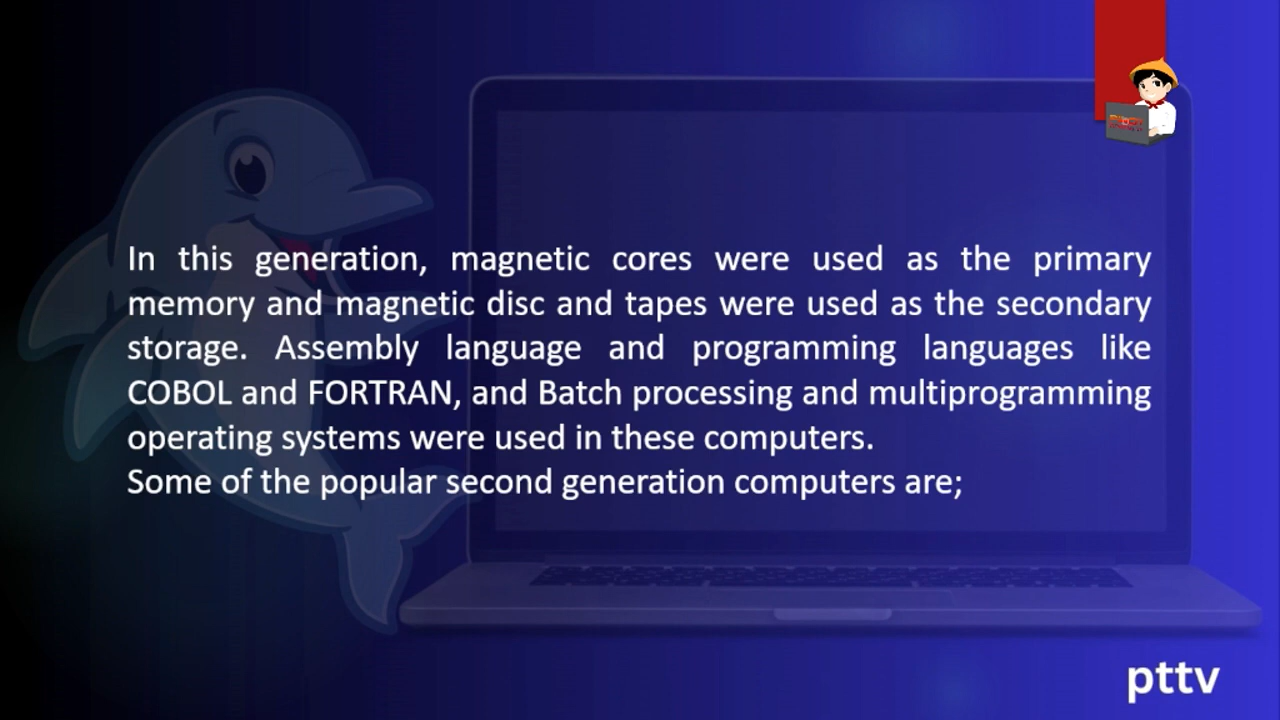 In this generation, magnetic cores were used as the primary
memory and magnetic disc and tapes were used as the secondary
storage. Assembly language and programming languages like
COBOL and FORTRAN, and Batch processing and multiprogramming
operating systems were used in these computers.
Some of the popular second generation computers are;
pttv